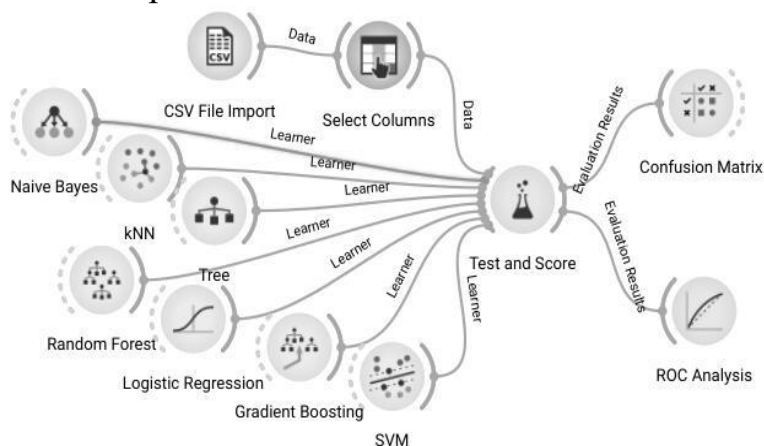 Data
CSV
CSV File Import
Select Columns
Data
Learner
Naive Bayes
Learner
kNN
Learner
Tree
Learner
Random Forest
Learner
Logistic Regression
Learner
Gradient Boosting
Learner
SVM
Test and Score
Evaluation Results
Confusion Matrix
Evaluation Results
ROC Analysis